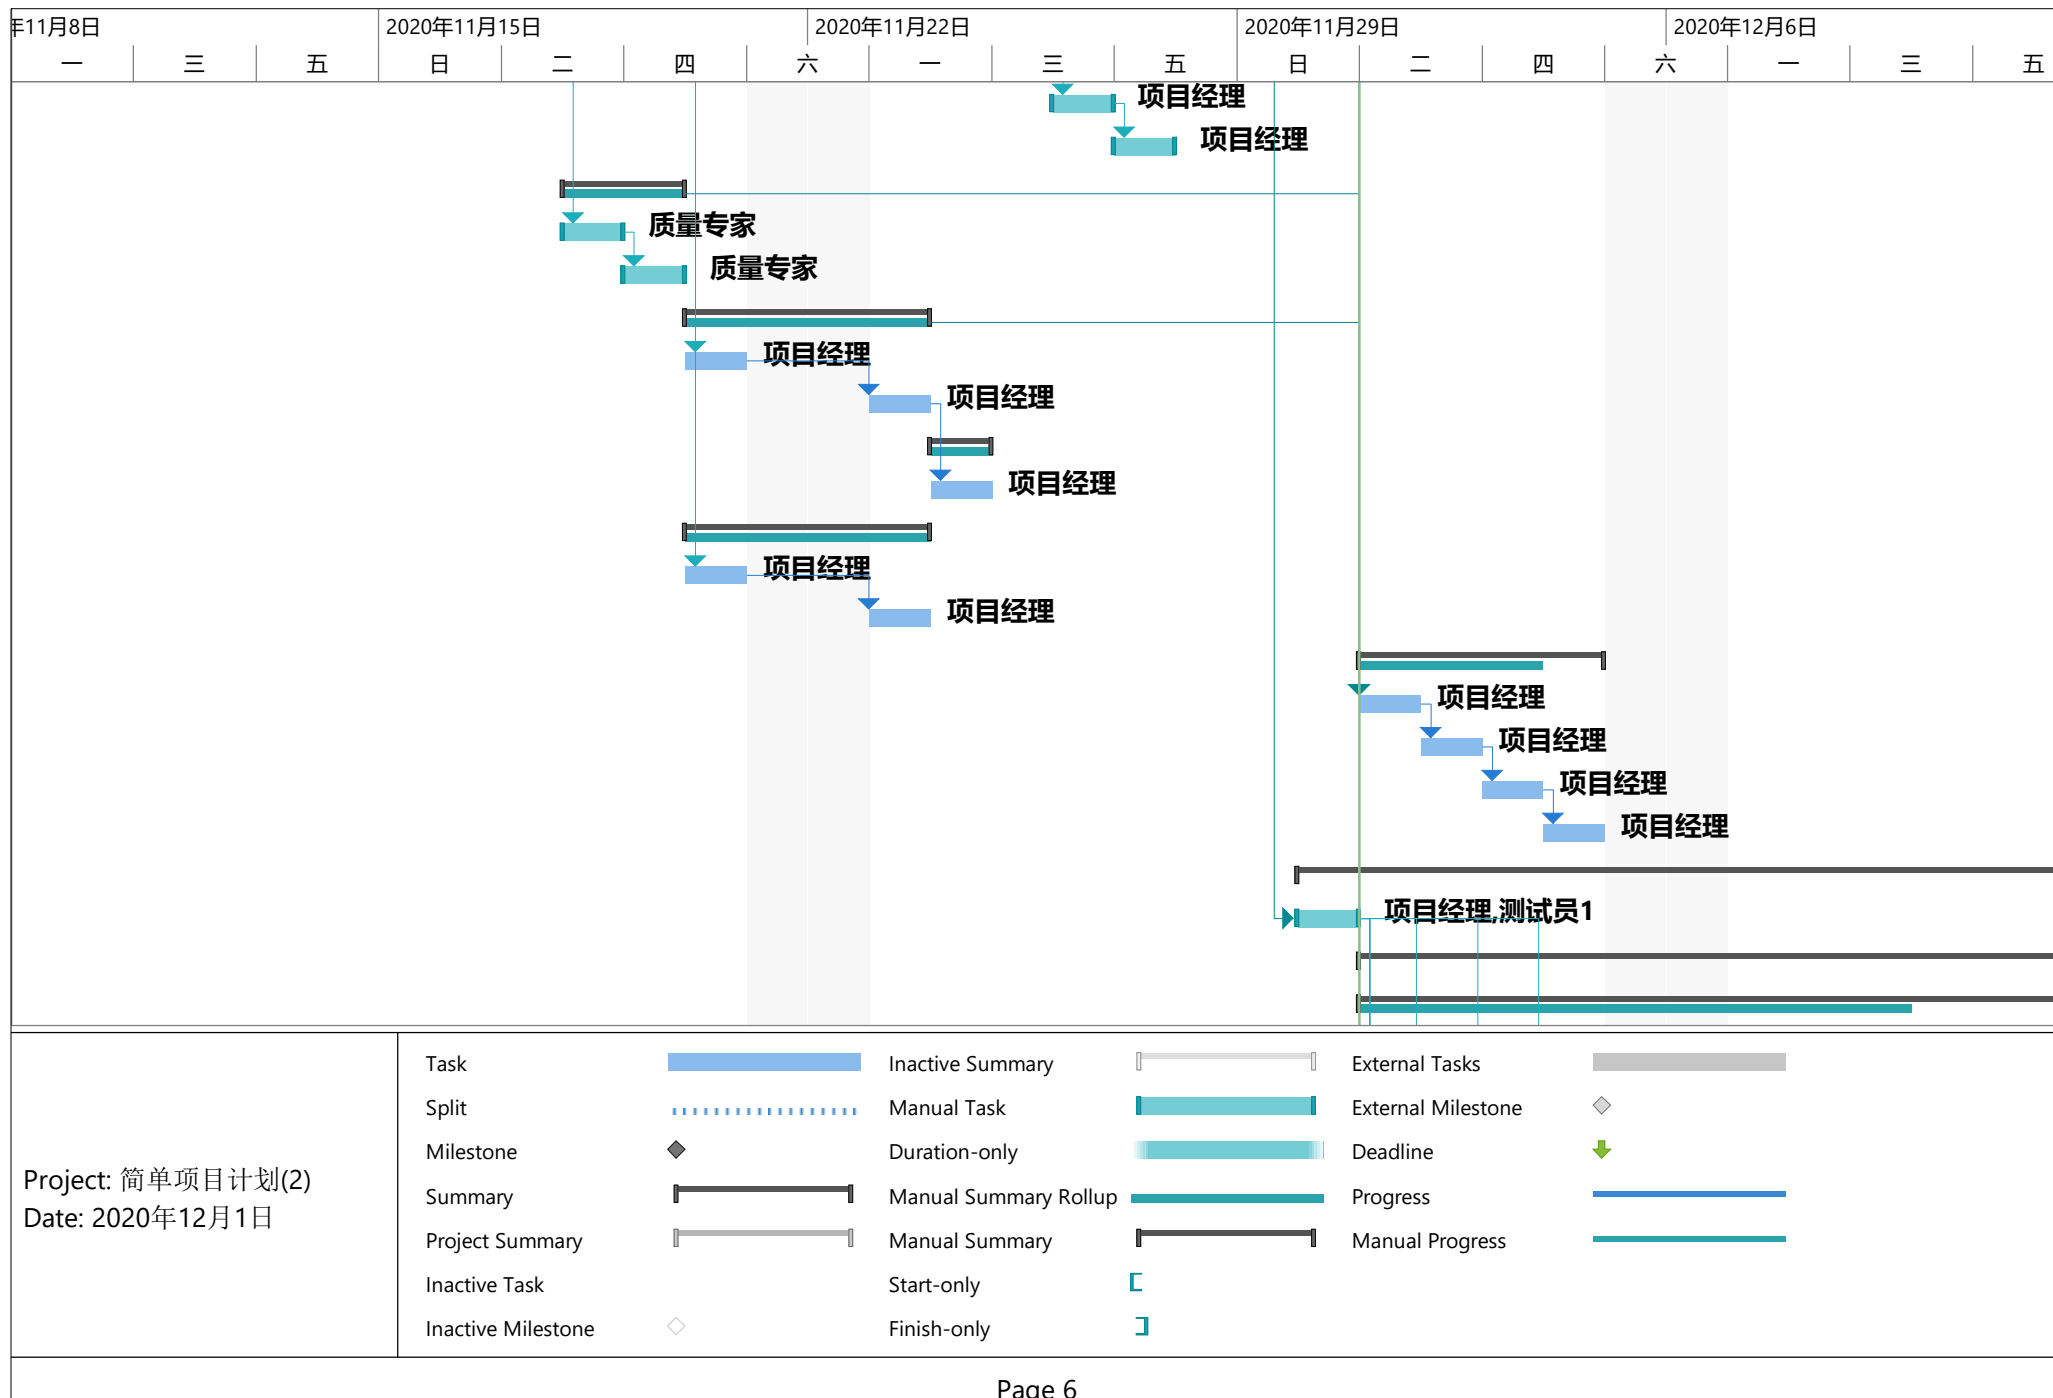 年11月8日 2020年11月15日 2020年11月22日 2020年11月29日 2020年12月6日
一 三 五 日 二 四 六 一 三 五 日 二 四 六 一 三 五
项目经理
项目经理
质量专家
质量专家
项目经理
项目经理
项目经理
项目经理
项目经理
项目经理
项目经理
项目经理
项目经理
项目经理,测试员1
Project: 简单项目计划(2)
Date: 2020年12月1日
Task
Split
Milestone
Summary
Project Summary
Inactive Task
Inactive Milestone
Inactive Summary
Manual Task
Duration-only
Manual Summary Rollup
Manual Summary
Start-only
Finish-only
External Tasks
External Milestone
Deadline
Progress
Manual Progress
Page 6